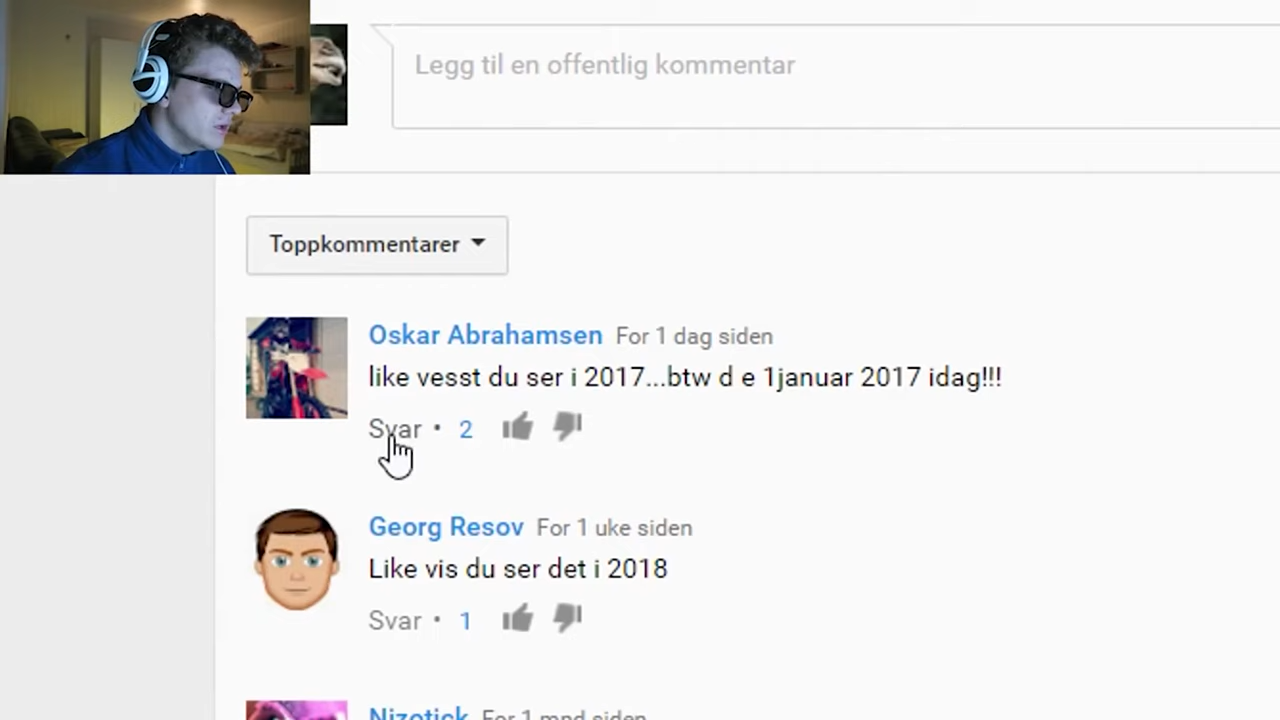 Legg til en offentlig kommentar
Toppkommentarer
Oskar Abrahamsen For 1 dag siden
like vesst du ser i 2017...btw d e 1januar 2017 idag!!!
Svar • 2
Georg Resov For 1 uke siden
Like vis du ser det i 2018
Svar • 1
Nizotick For 1 mnd siden